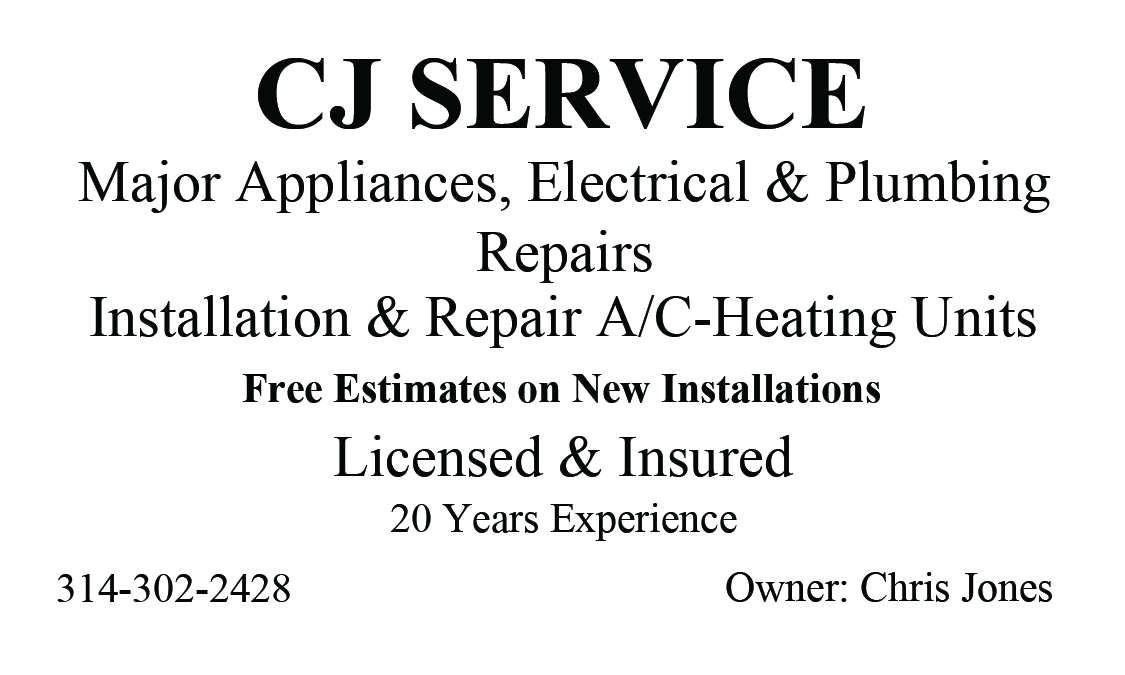 CJ SERVICE
Major Appliances, Electrical & Plumbing
Repairs
Installation & Repair A/C-Heating Units
Free Estimates on New Installations
Licensed & Insured
20 Years Experience
314-302-2428 Owner: Chris Jones